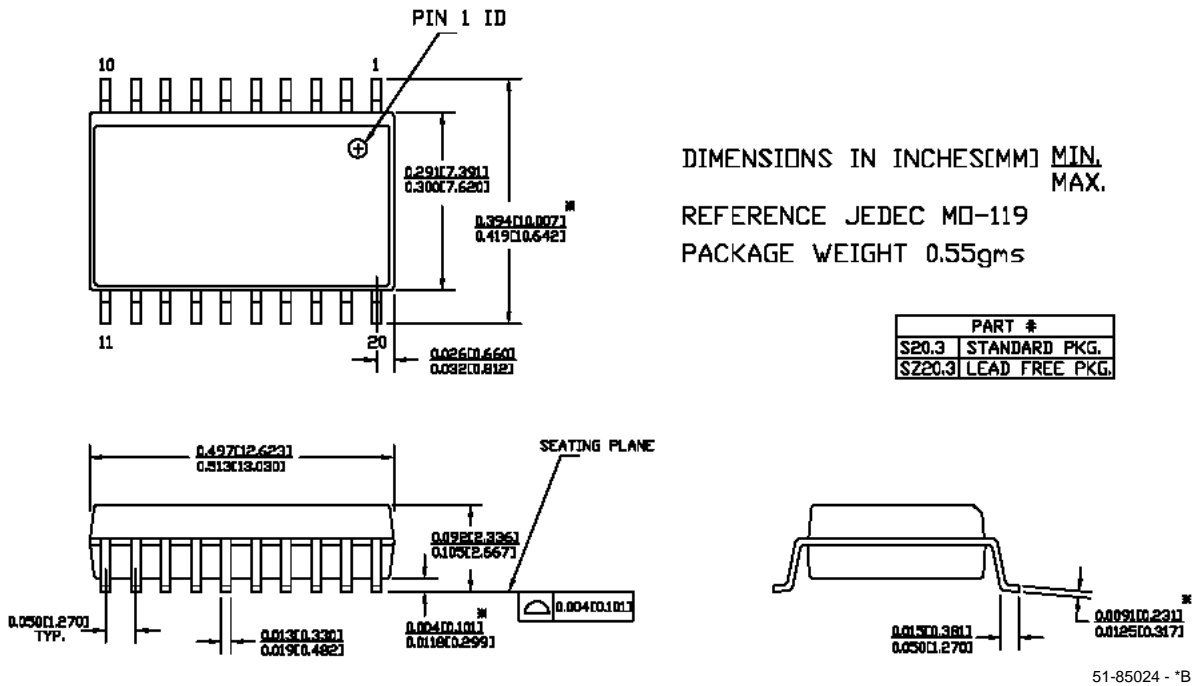 PIN 1 ID
10
1
0.291[7.391]
0.300[7.620]
*
0.394[10.007]
0.419[10.642]
11
20
0.026[0.660]
0.032[0.812]
DIMENSIONS IN INCHES[MM] MIN.
MAX.
REFERENCE JEDEC MO-119
PACKAGE WEIGHT 0.55gms
PART #
S20.3 STANDARD PKG.
SZ20.3 LEAD FREE PKG.
0.497[12.623]
0.513[13.030]
SEATING PLANE
0.092[2.336]
0.105[2.667]
0.004[0.101]
0.050[1.270]
TYP.
0.013[0.330]
0.019[0.482]
*
0.004[0.101]
0.0118[0.299]
0.015[0.381]
0.050[1.270]
*
0.0091[0.231]
0.0125[0.317]
51-85024 - *B